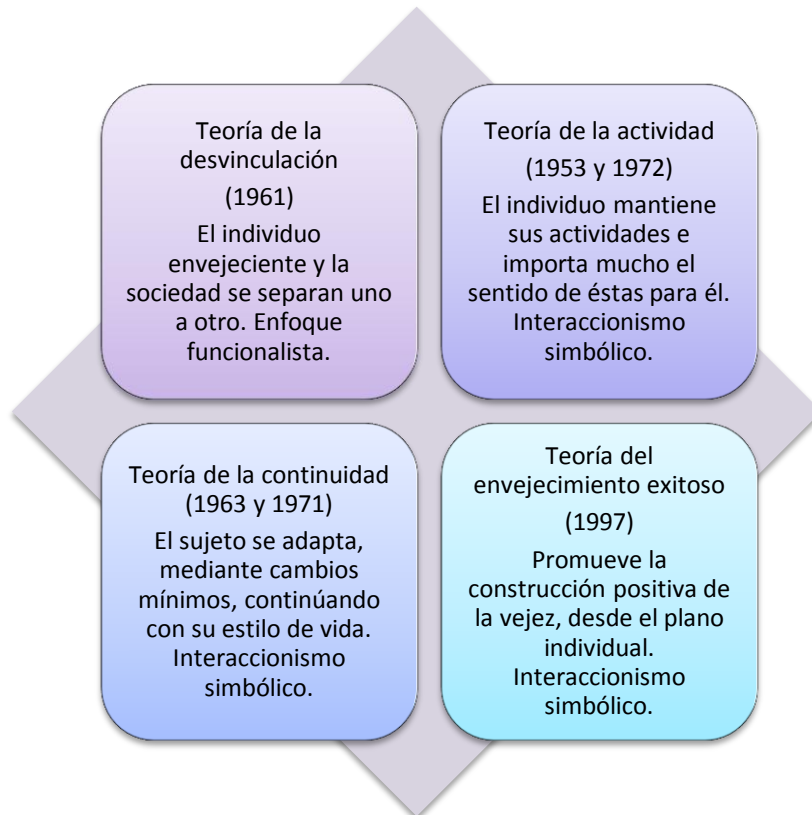 Teoría de la
desvinculación
(1961)
El individuo
envejeciente y la
sociedad se separan uno
a otro. Enfoque
funcionalista.
Teoría de la actividad
(1953 y 1972)
El individuo mantiene
sus actividades e
importa mucho el
sentido de éstas para él.
Interaccionismo
simbólico.
Teoría de la continuidad
(1963 y 1971)
El sujeto se adapta,
mediante cambios
mínimos, continúando
con su estilo de vida.
Interaccionismo
simbólico.
Teoría del
envejecimiento exitoso
(1997)
Promueve la
construcción positiva de
la vejez, desde el plano
individual.
Interaccionismo
simbólico.